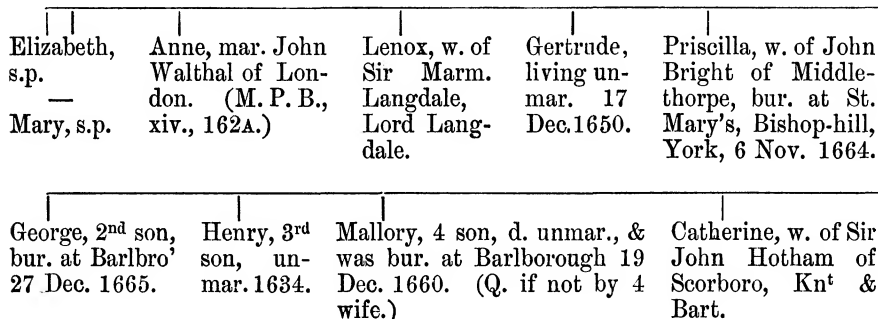 Elizabeth,
s.p.
—
Mary, s.p.
Anne, mar. John
Walthal of Lon-
don. (M. P. B.,
xiv., 162A.)
Lenox, w. of
Sir Marm.
Langdale,
Lord Lang-
dale.
Gertrude,
living un-
mar. 17
Dec. 1650.
Priscilla, w. of John
Bright of Middle-
thorpe, bur. at St.
Mary's, Bishop-hill,
York, 6 Nov. 1664.
George, 2nd son,
bur. at Barlbro'
27 Dec. 1665.
Henry, 3rd
son, un-
mar. 1634.
Mallory, 4 son, d. unmar., &
was bur. at Barlborough 19
Dec. 1660. (Q. if not by 4
wife.)
Catherine, w. of Sir
John Hotham of
Scorboro, Knt &
Bart.